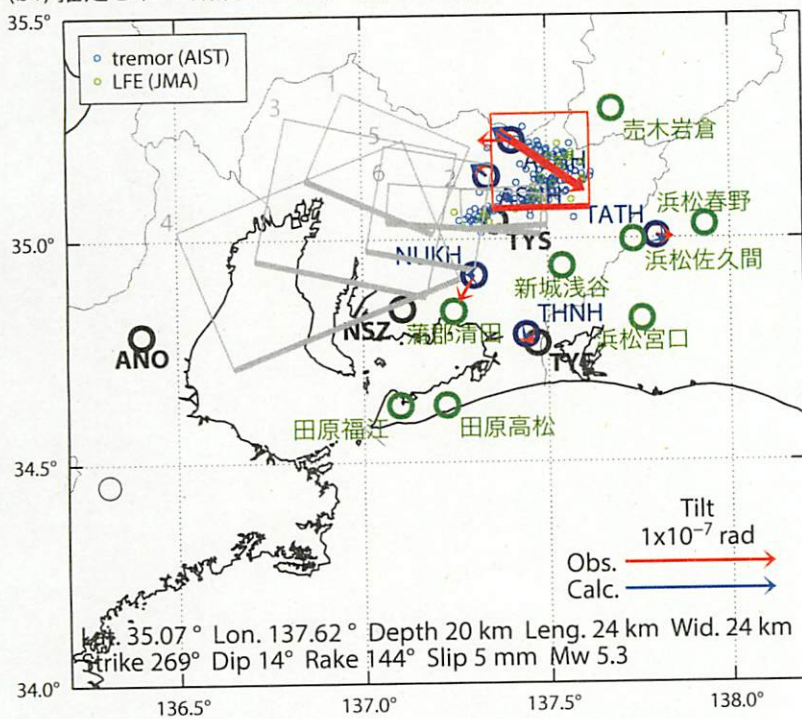 35.5°
tremor (AIST)
LFE (JMA)
1
3
5
6
2
4
売木岩倉
浜松春野
TATH
35.0°
TYS
浜松佐久間
NUKH
新城浅谷
THNH
NSZ
蒲郡清田
浜松宮口
ANO
田原福江
田原高松
34.5°
Tilt
1x10⁻⁷ rad
Obs.
Calc.
Lat. 35.07 ° Lon. 137.62 ° Depth 20 km Leng. 24 km Wid. 24 km
Strike 269° Dip 14° Rake 144° Slip 5 mm Mw 5.3
34.0°
136.5° 137.0° 137.5° 138.0°